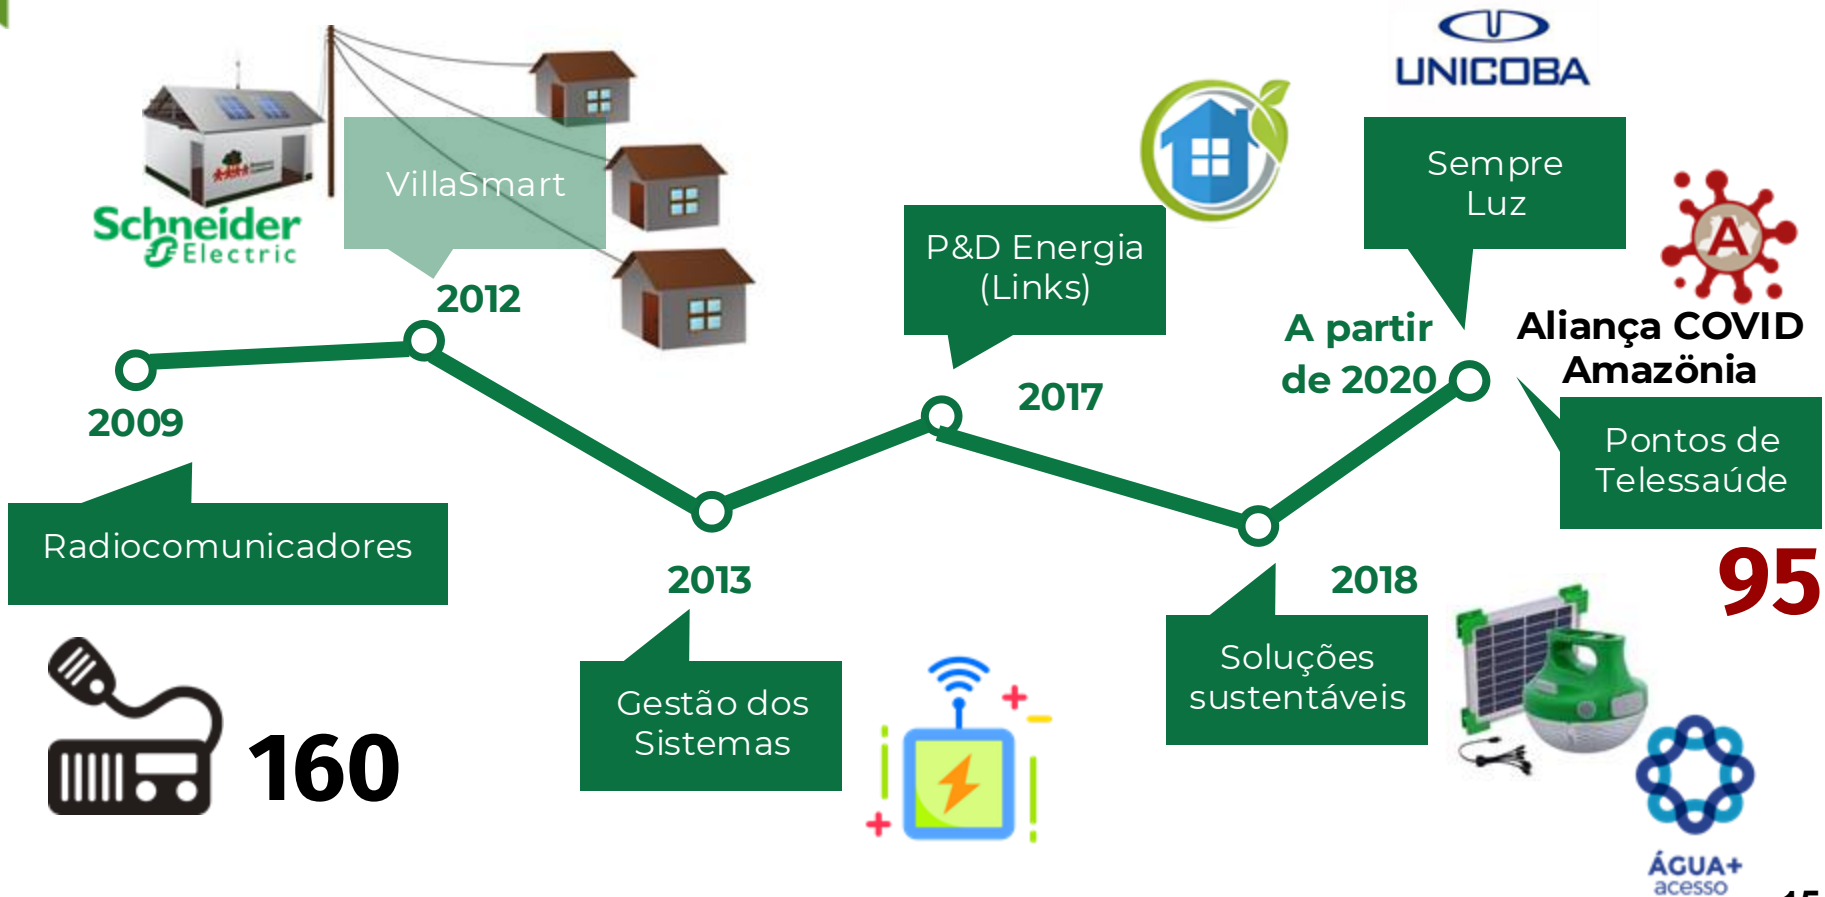 UNICOBA
VillaSmart
Sempre
Luz
Schneider
Electric
P&D Energia
(Links)
A
2012
A partir
de 2020
Aliança COVID
Amazönia
2009
2017
Pontos de
Telessaúde
Radiocomunicadores
2013
2018
95
Gestão dos
Sistemas
Soluções
sustentáveis
160
ÁGUA+
acesso